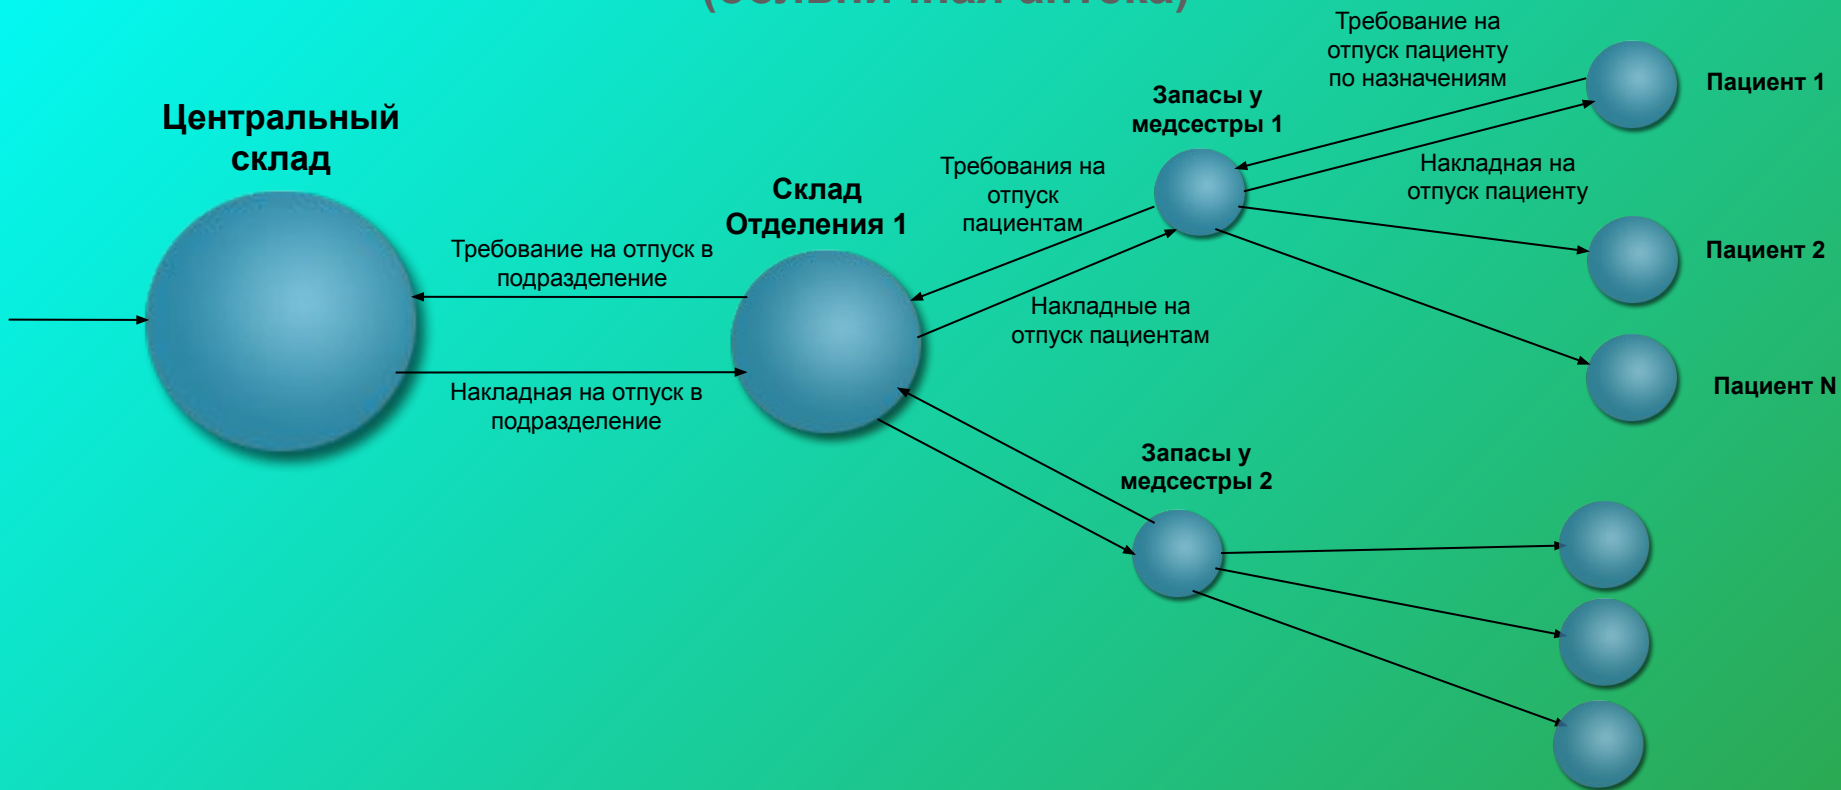 (больничная аптека)
Требование на
отпуск пациенту
по назначениям
Пациент 1
Запасы у
медсестры 1
Центральный
склад
Накладная на
отпуск пациенту
Требования на
отпуск
пациентам
Склад
Отделения 1
Пациент 2
Требование на отпуск в
подразделение
Накладные на
отпуск пациентам
Пациент N
Накладная на отпуск в
подразделение
Запасы у
медсестры 2